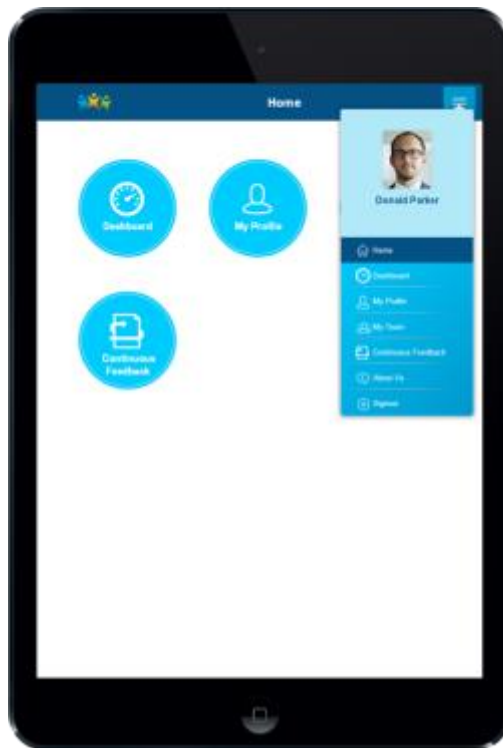 Home
Donald Parker
Dashboard
My Profile
Continuous
Feedback
Home
Dashboard
My Profile
My Team
Continuous Feedback
About Us
Signout